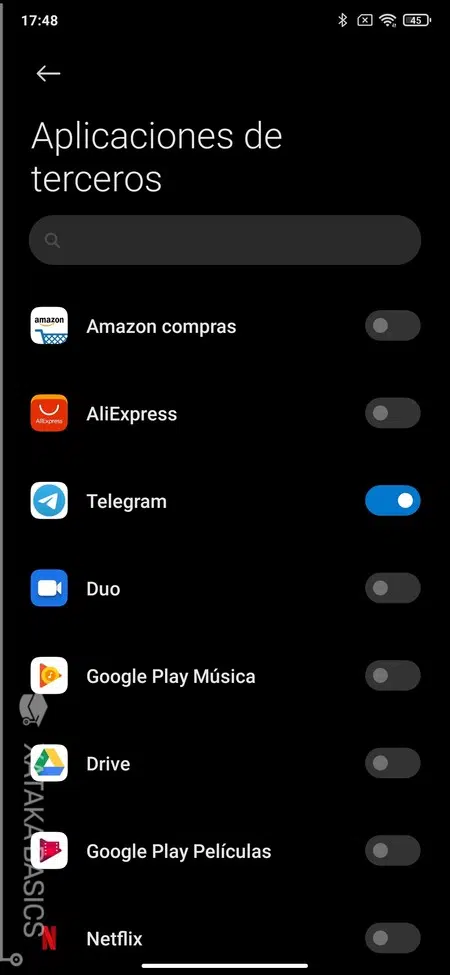 17:48
45
Aplicaciones de
terceros
amazon
Amazon compras
AliExpress
AliExpress
Telegram
Duo
Google Play Música
Drive
Google Play Películas
Netflix
XATAKA BASICS